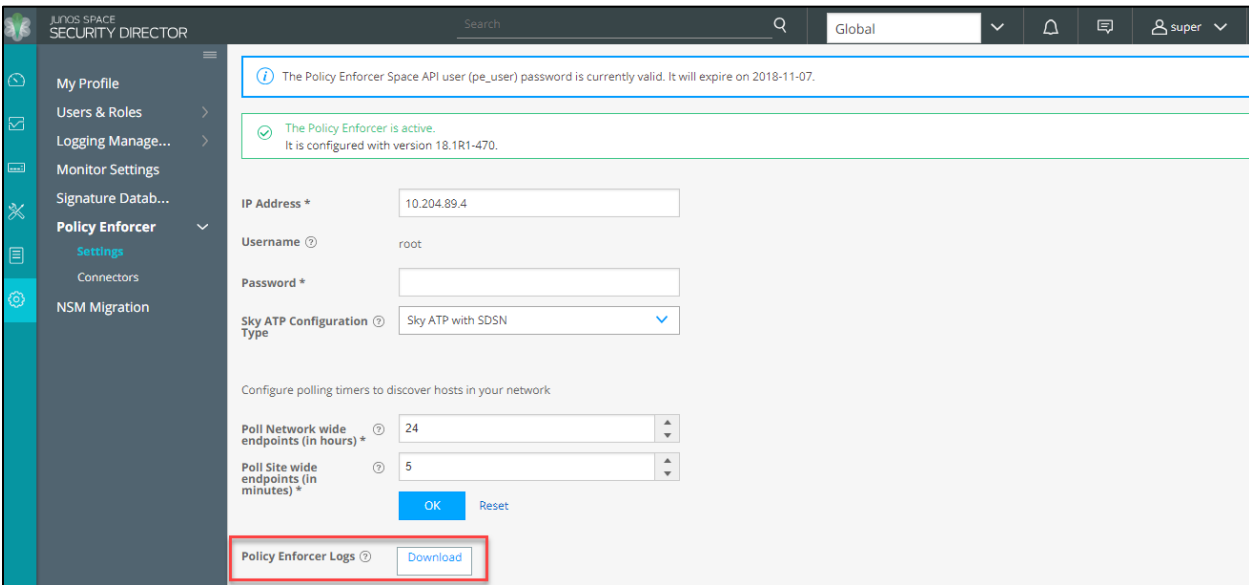 JUNOS SPACE
SECURITY DIRECTOR
Search
Global
super
My Profile
Users & Roles
Logging Manage...
Monitor Settings
Signature Datab...
Policy Enforcer
Settings
Connectors
NSM Migration
The Policy Enforcer Space API user (pe_user) password is currently valid. It will expire on 2018-11-07.
The Policy Enforcer is active.
It is configured with version 18.1R1-470.
IP Address *
10.204.89.4
Username
root
Password *
Sky ATP Configuration
Type
Sky ATP with SDSN
Configure polling timers to discover hosts in your network
Poll Network wide
endpoints (in hours) *
24
Poll Site wide
endpoints (in
minutes) *
5
OK
Reset
Policy Enforcer Logs
Download